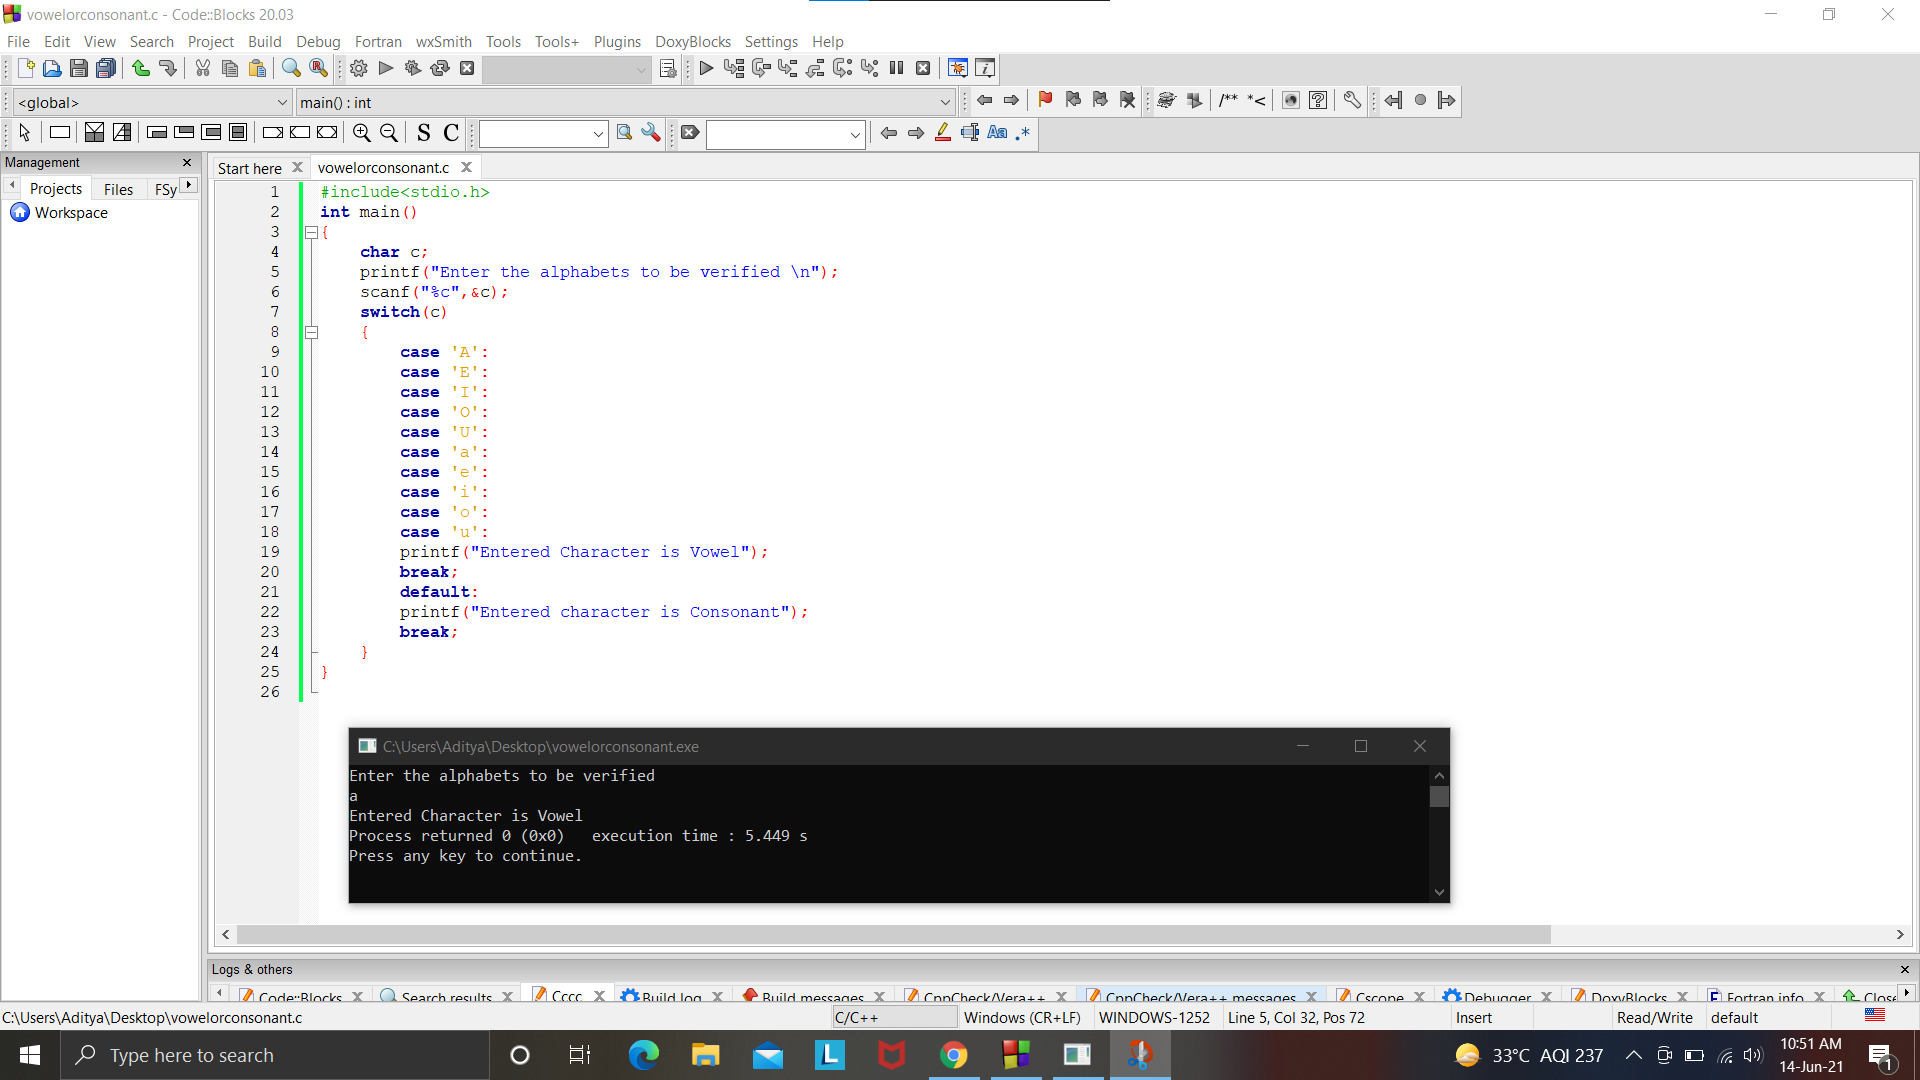 vowelorconsonant.c - Code::Blocks 20.03
File Edit View Search Project Build Debug Fortran wxSmith Tools Tools+ Plugins DoxyBlocks Settings Help
<global> main() : int /** *<
S C Aa .*
Management
Start here vowelorconsonant.c
Projects Files FSy
Workspace
1 #include<stdio.h>
2 int main()
3 {
4 char c;
5 printf("Enter the alphabets to be verified \n");
6 scanf("%c",&c);
7 switch(c)
8 {
9 case 'A':
10 case 'E':
11 case 'I':
12 case 'O':
13 case 'U':
14 case 'a':
15 case 'e':
16 case 'i':
17 case 'o':
18 case 'u':
19 printf("Entered Character is Vowel");
20 break;
21 default:
22 printf("Entered character is Consonant");
23 break;
24 }
25 }
26
C:\Users\Aditya\Desktop\vowelorconsonant.exe
Enter the alphabets to be verified
a
Entered Character is Vowel
Process returned 0 (0x0) execution time : 5.449 s
Press any key to continue.
Logs & others
Code::Blocks Search results Cccc Build log Build messages CppCheck/Vera++ CppCheck/Vera++ messages Cscope Debugger DoxyBlocks Fortran info Close
C:\Users\Aditya\Desktop\vowelorconsonant.c C/C++ Windows (CR+LF) WINDOWS-1252 Line 5, Col 32, Pos 72 Insert Read/Write default
Type here to search 33°C AQI 237 10:51 AM
14-Jun-21 1